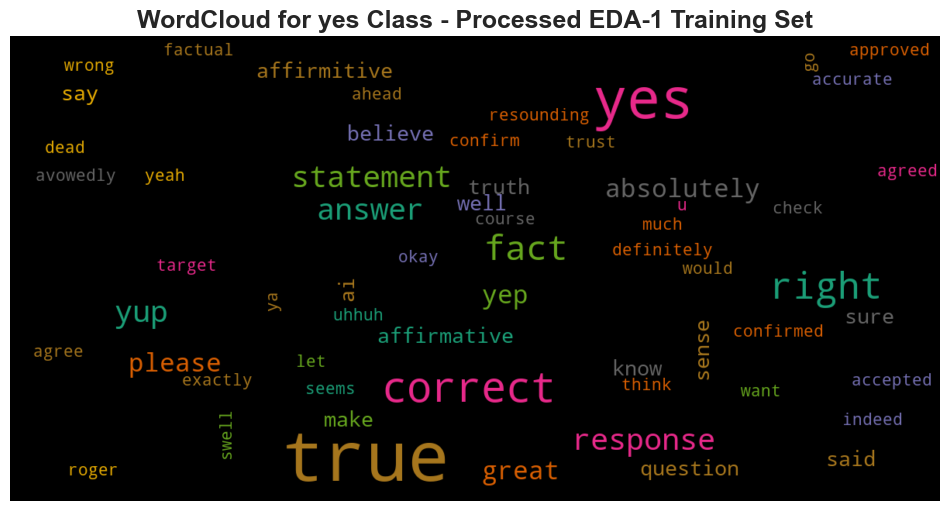 WordCloud for yes Class - Processed EDA-1 Training Set
factual
approved
wrong
go
affirmitive
accurate
say
ahead
yes
resounding
believe
confirm
trust
dead
avowedly
yeah
statement
truth
absolutely
agreed
answer
well
u
check
course
much
fact
definitely
okay
would
target
right
ya
ai
yep
yup
uhhuh
sure
affirmative
sense
confirmed
agree
please
let
know
exactly
seems
correct
think
want
accepted
swell
make
indeed
true
response
roger
great
question
said